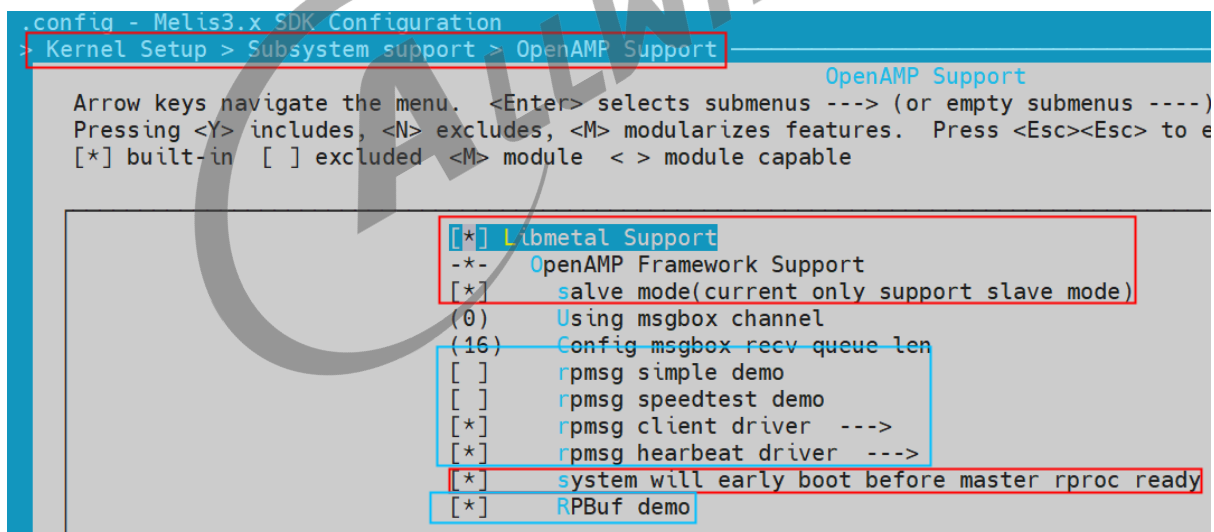 .config - Melis3.x SDK Configuration
> Kernel Setup > Subsystem support > OpenAMP Support
OpenAMP Support
Arrow keys navigate the menu.  <Enter> selects submenus ---> (or empty submenus ----)
Pressing <Y> includes, <N> excludes, <M> modularizes features.  Press <Esc><Esc> to e
[*] built-in  [ ] excluded  <M> module  < > module capable
[*] Libmetal Support
-*-   OpenAMP Framework Support
[*]     salve mode(current only support slave mode)
(0)     Using msgbox channel
(16)    Config msgbox recv queue len
[ ]     rpmsg simple demo
[ ]     rpmsg speedtest demo
[*]     rpmsg client driver  --->
[*]     rpmsg hearbeat driver  --->
[*]     system will early boot before master rproc ready
[*]     RPBuf demo